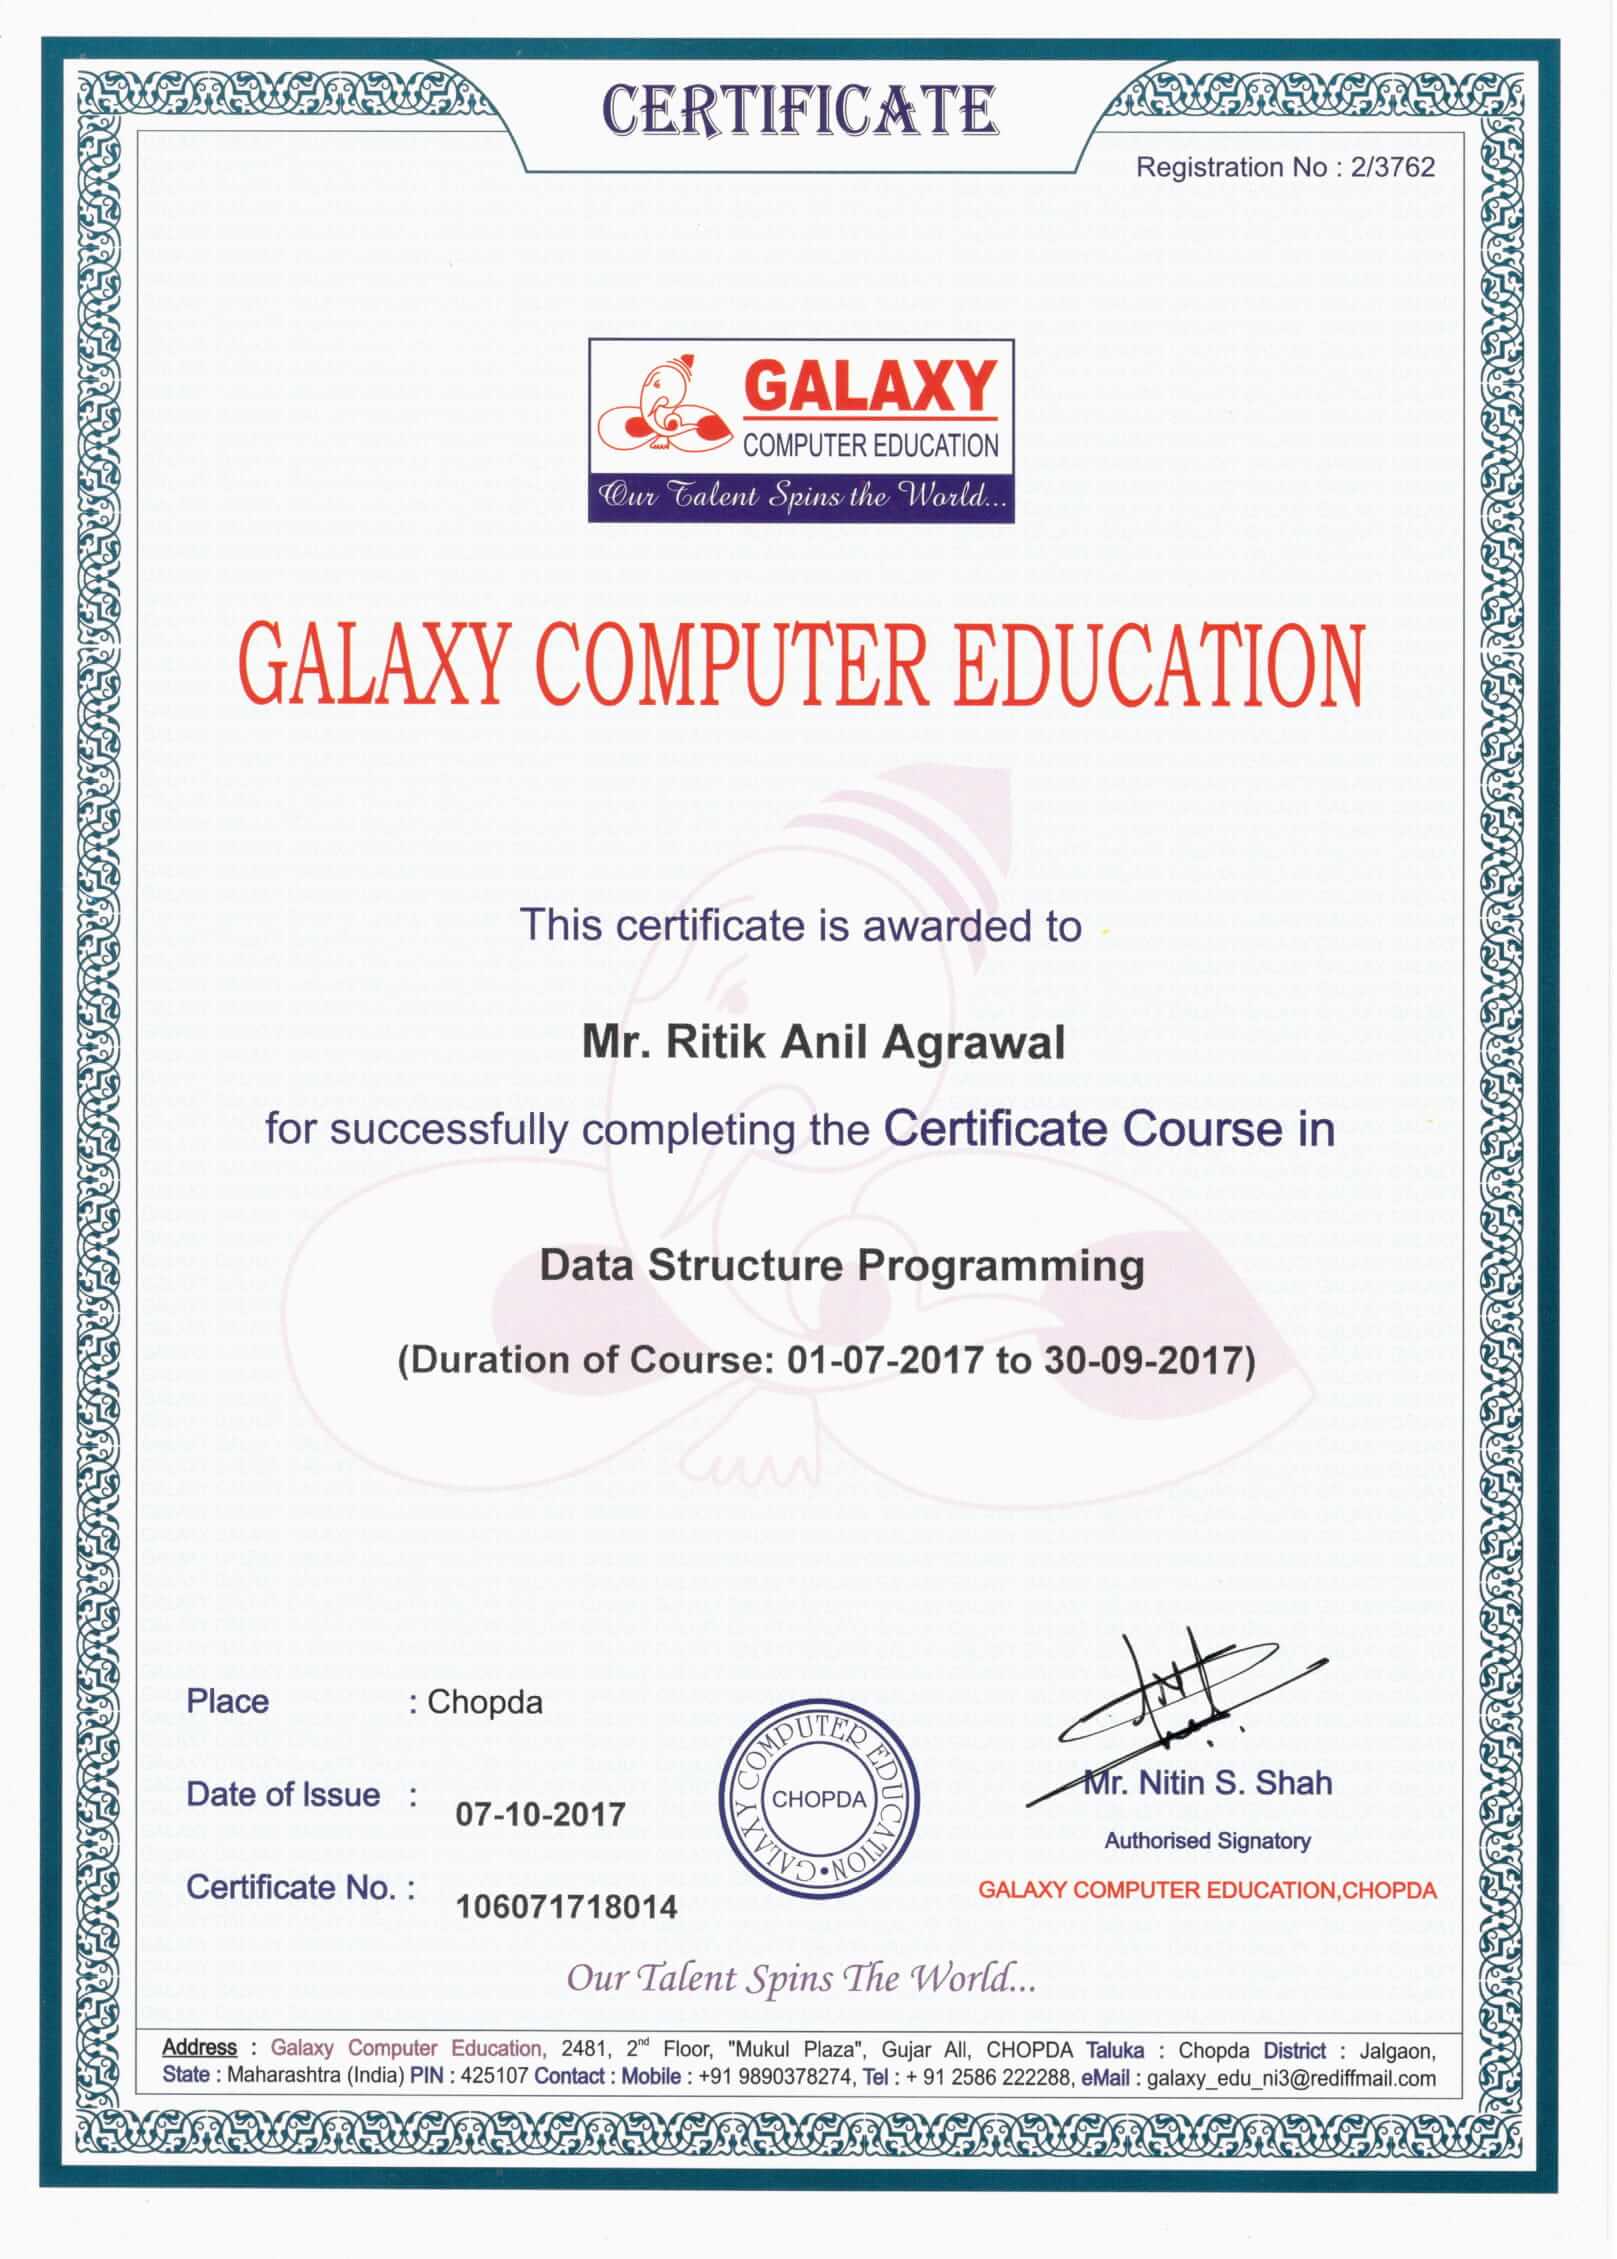 CERTIFICATE
Registration No : 2/3762
GALAXY
COMPUTER EDUCATION
Our Talent Spins the World...
GALAXY COMPUTER EDUCATION
This certificate is awarded to
Mr. Ritik Anil Agrawal
for successfully completing the Certificate Course in
Data Structure Programming
(Duration of Course: 01-07-2017 to 30-09-2017)
Place : Chopda
Date of Issue : 07-10-2017
Certificate No. : 106071718014
GALAXY COMPUTER EDUCATION
CHOPDA
Mr. Nitin S. Shah
Authorised Signatory
GALAXY COMPUTER EDUCATION,CHOPDA
Our Talent Spins The World...
Address : Galaxy Computer Education, 2481, 2nd Floor, "Mukul Plaza", Gujar All, CHOPDA Taluka : Chopda District : Jalgaon,
State : Maharashtra (India) PIN : 425107 Contact : Mobile : +91 9890378274, Tel : + 91 2586 222288, eMail : galaxy_edu_ni3@rediffmail.com